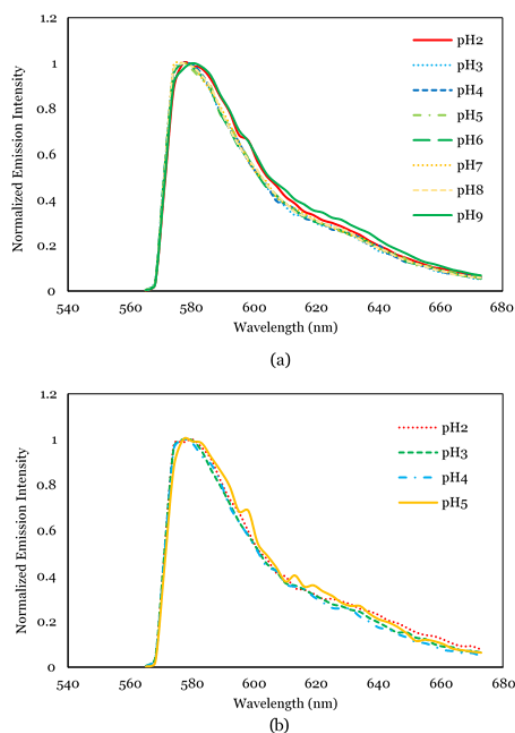 1.2
1
0.8
0.6
0.4
0.2
0
540 560 580 600 620 640 660 680
Normalized Emission Intensity
Wavelength (nm)
pH2
pH3
pH4
pH5
pH6
pH7
pH8
pH9
(a)
1.2
1
0.8
0.6
0.4
0.2
0
540 560 580 600 620 640 660 680
Normalized Emission Intensity
Wavelength (nm)
pH2
pH3
pH4
pH5
(b)